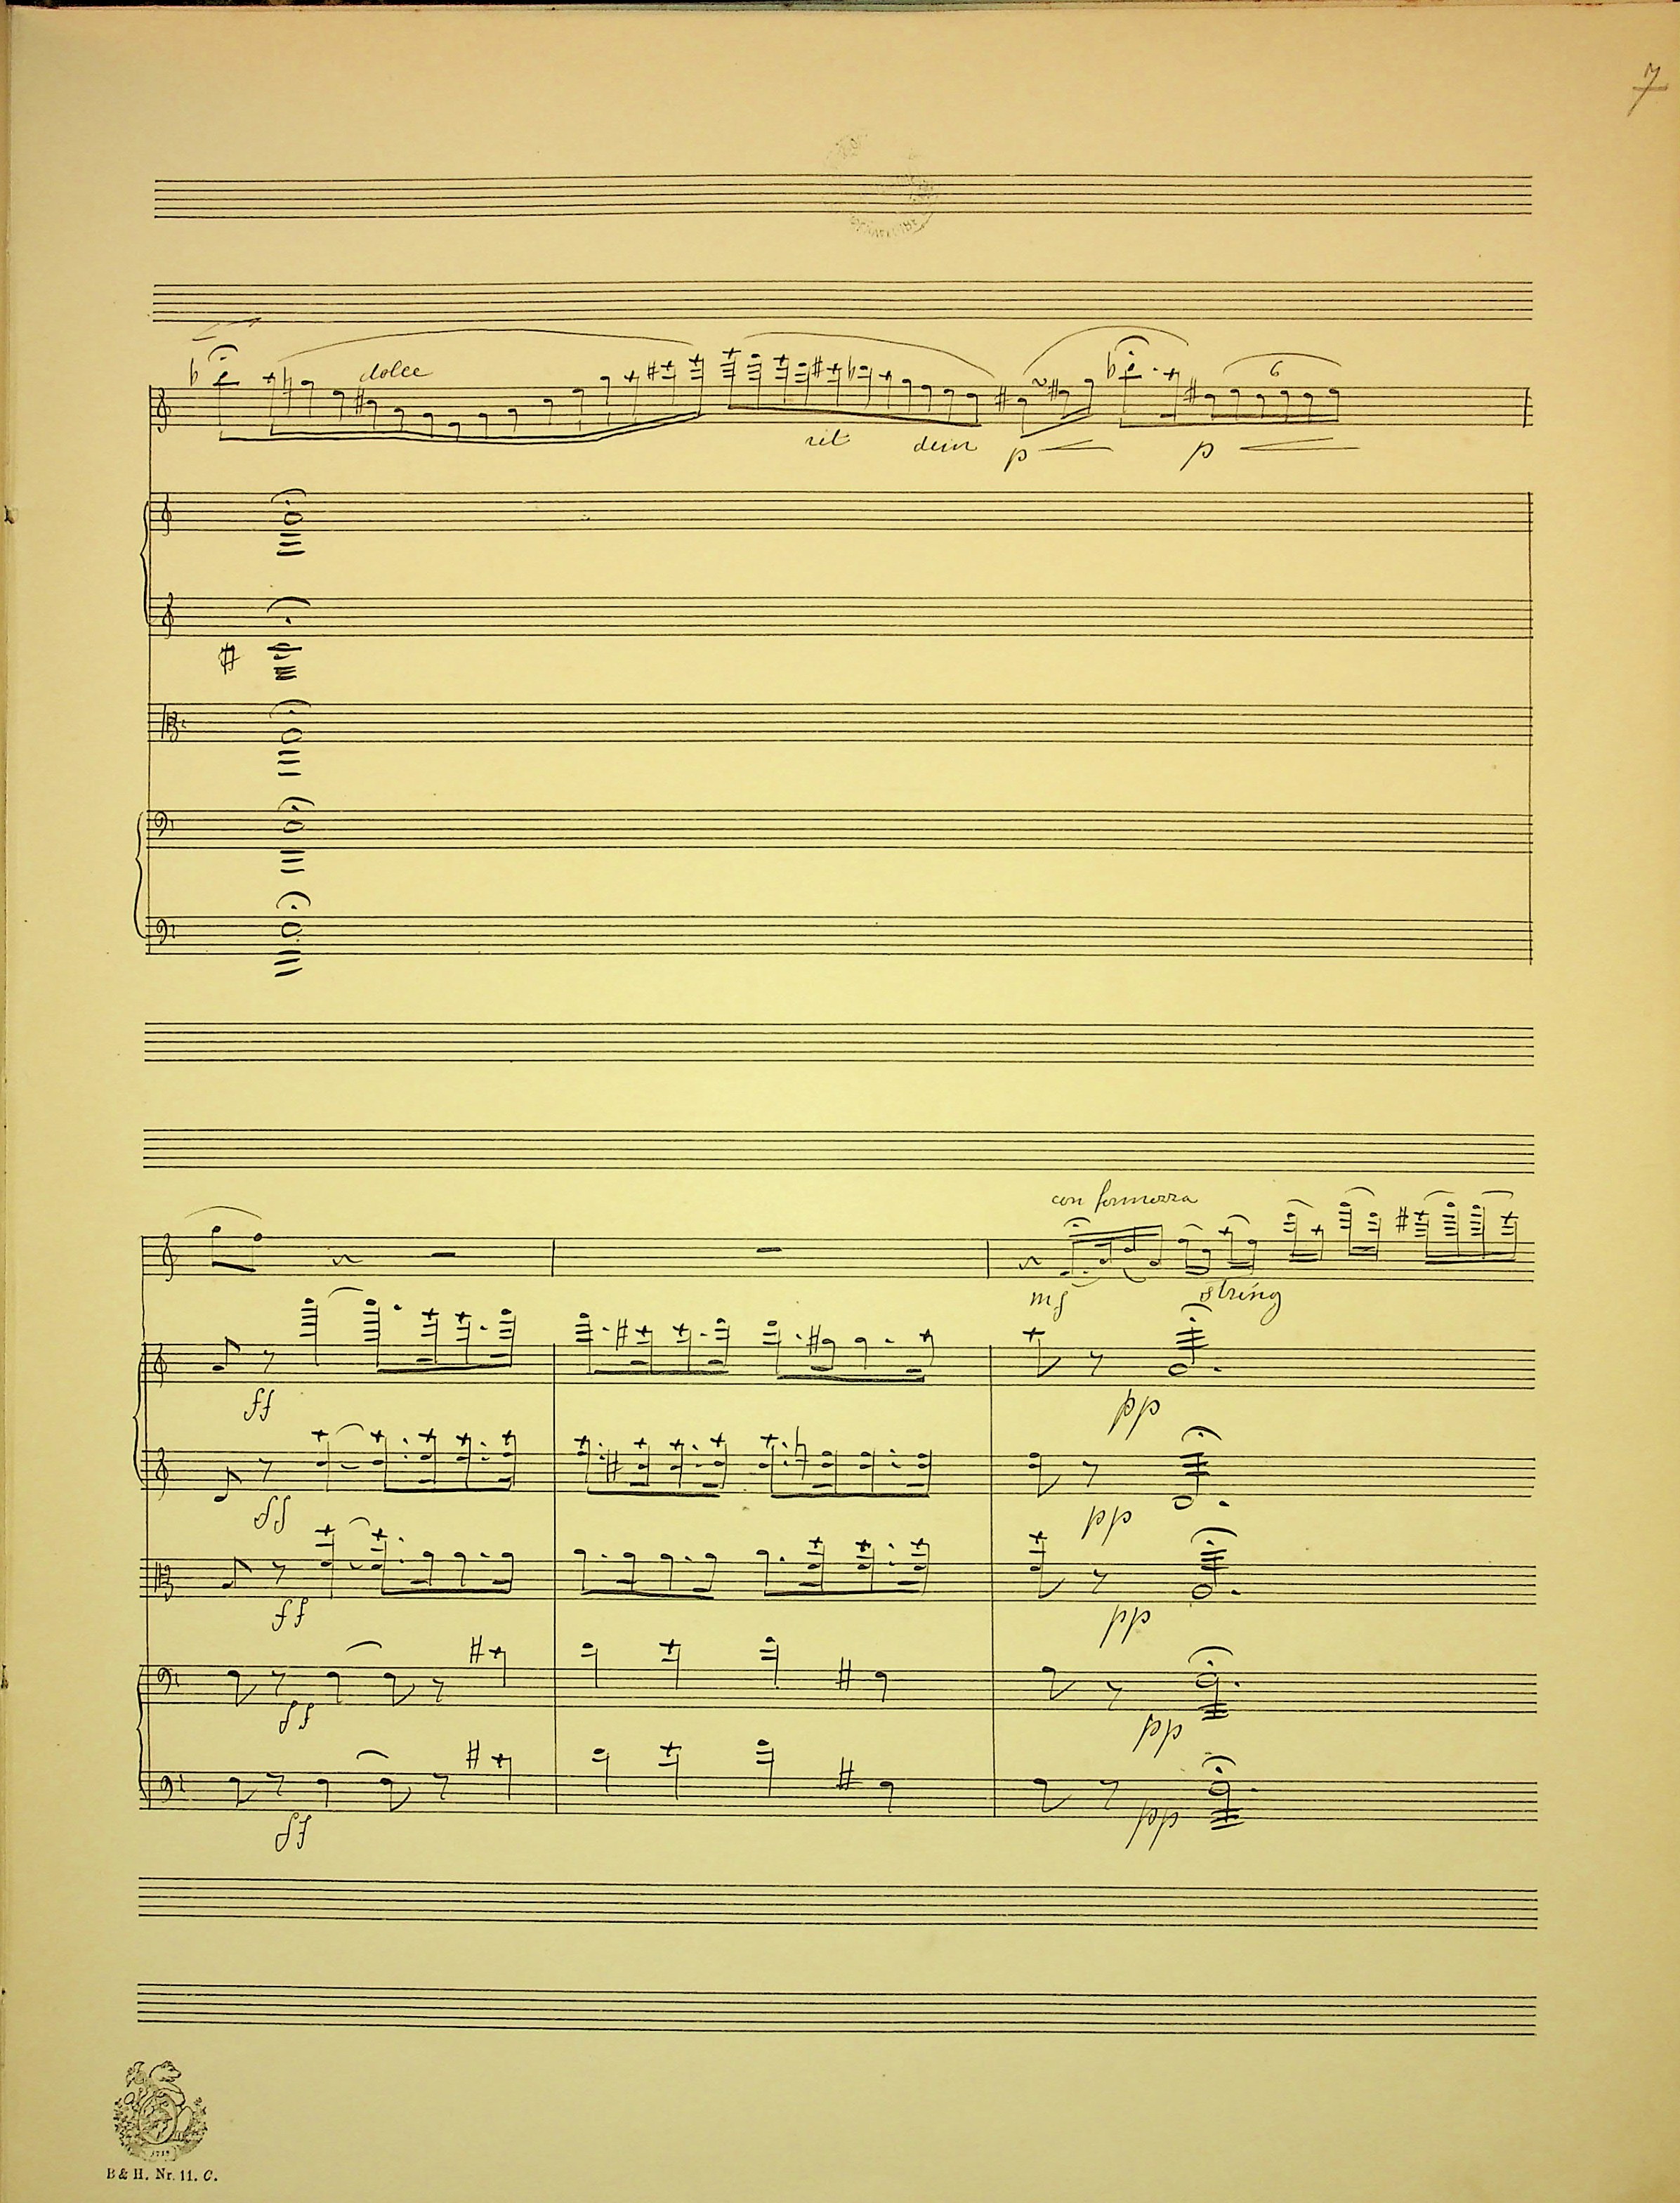 7
dolce
6
rit dim p p
con fermezza
mf string
ff pp
ff pp
ff pp
ff pp
ff pp
1719
B & H. Nr. 11. C.